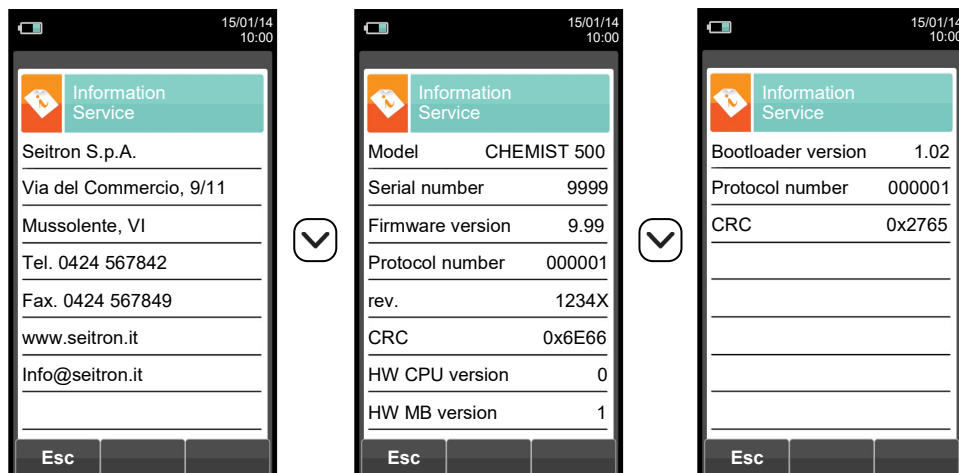 15/01/14
10:00
Information
Service
Seitron S.p.A.
Via del Commercio, 9/11
Mussolente, VI
Tel. 0424 567842
Fax. 0424 567849
www.seitron.it
Info@seitron.it
Esc
15/01/14
10:00
Information
Service
Model CHEMIST 500
Serial number 9999
Firmware version 9.99
Protocol number 000001
rev. 1234X
CRC 0x6E66
HW CPU version 0
HW MB version 1
Esc
15/01/14
10:00
Information
Service
Bootloader version 1.02
Protocol number 000001
CRC 0x2765
Esc